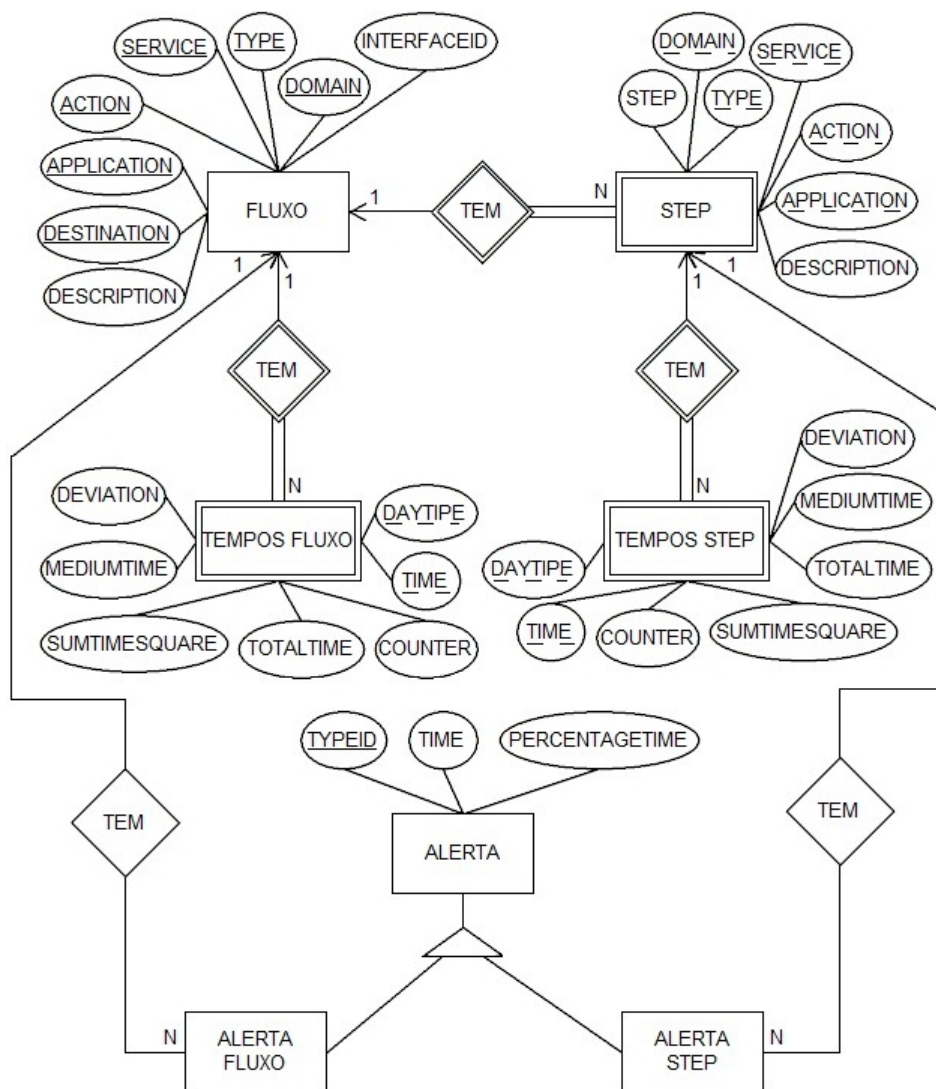 SERVICE
TYPE
INTERFACEID
DOMAIN
ACTION
APPLICATION
DESTINATION
DESCRIPTION
FLUXO
1
1
1
TEM
N
DOMAIN
SERVICE
STEP
TYPE
ACTION
APPLICATION
DESCRIPTION
STEP
1
1
TEM
N
TEM
N
DEVIATION
MEDIUMTIME
TEMPOS FLUXO
DAYTIPE
TIME
SUMTIMESQUARE
TOTALTIME
COUNTER
DEVIATION
MEDIUMTIME
TOTALTIME
TEMPOS STEP
DAYTIPE
TIME
COUNTER
SUMTIMESQUARE
TYPEID
TIME
PERCENTAGETIME
TEM
ALERTA
TEM
N
ALERTA
FLUXO
ALERTA
STEP
N